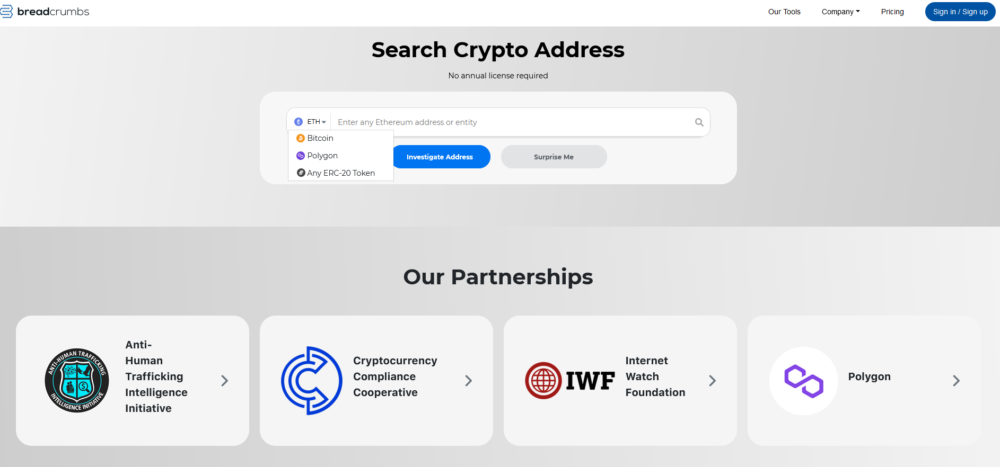 breadcrumbs
Our Tools
Company
Pricing
Sign in / Sign up
Search Crypto Address
No annual license required
ETH
Enter any Ethereum address or entity
Bitcoin
Polygon
Any ERC-20 Token
Investigate Address
Surprise Me
Our Partnerships
ANTI-HUMAN TRAFFICKING
INTELLIGENCE INITIATIVE
Anti-
Human
Trafficking
Intelligence
Initiative
Cryptocurrency
Compliance
Cooperative
IWF
Internet
Watch
Foundation
Polygon